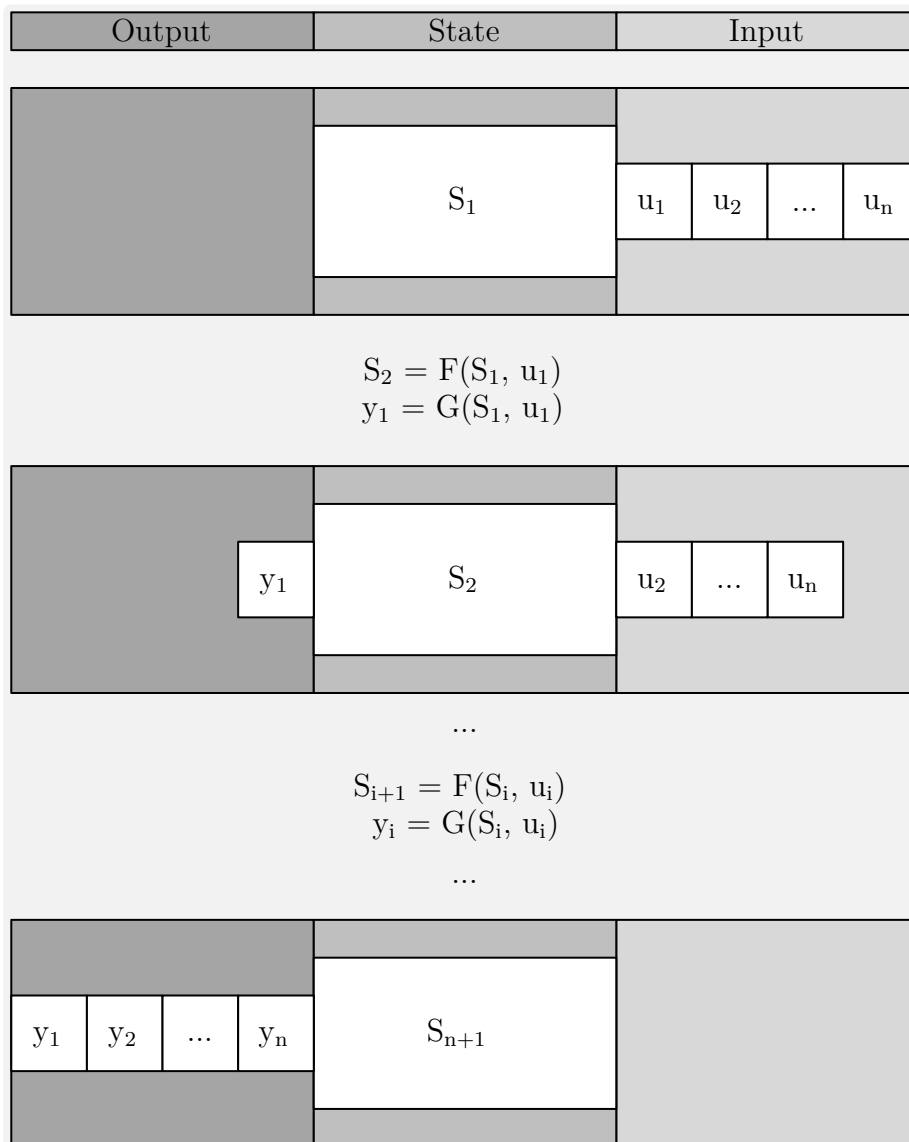 Output State Input
S₁ u₁ u₂ ... uₙ
S₂ = F(S₁, u₁)
y₁ = G(S₁, u₁)
y₁ S₂ u₂ ... uₙ
...
Sᵢ₊₁ = F(Sᵢ, uᵢ)
yᵢ = G(Sᵢ, uᵢ)
...
y₁ y₂ ... yₙ Sₙ₊₁